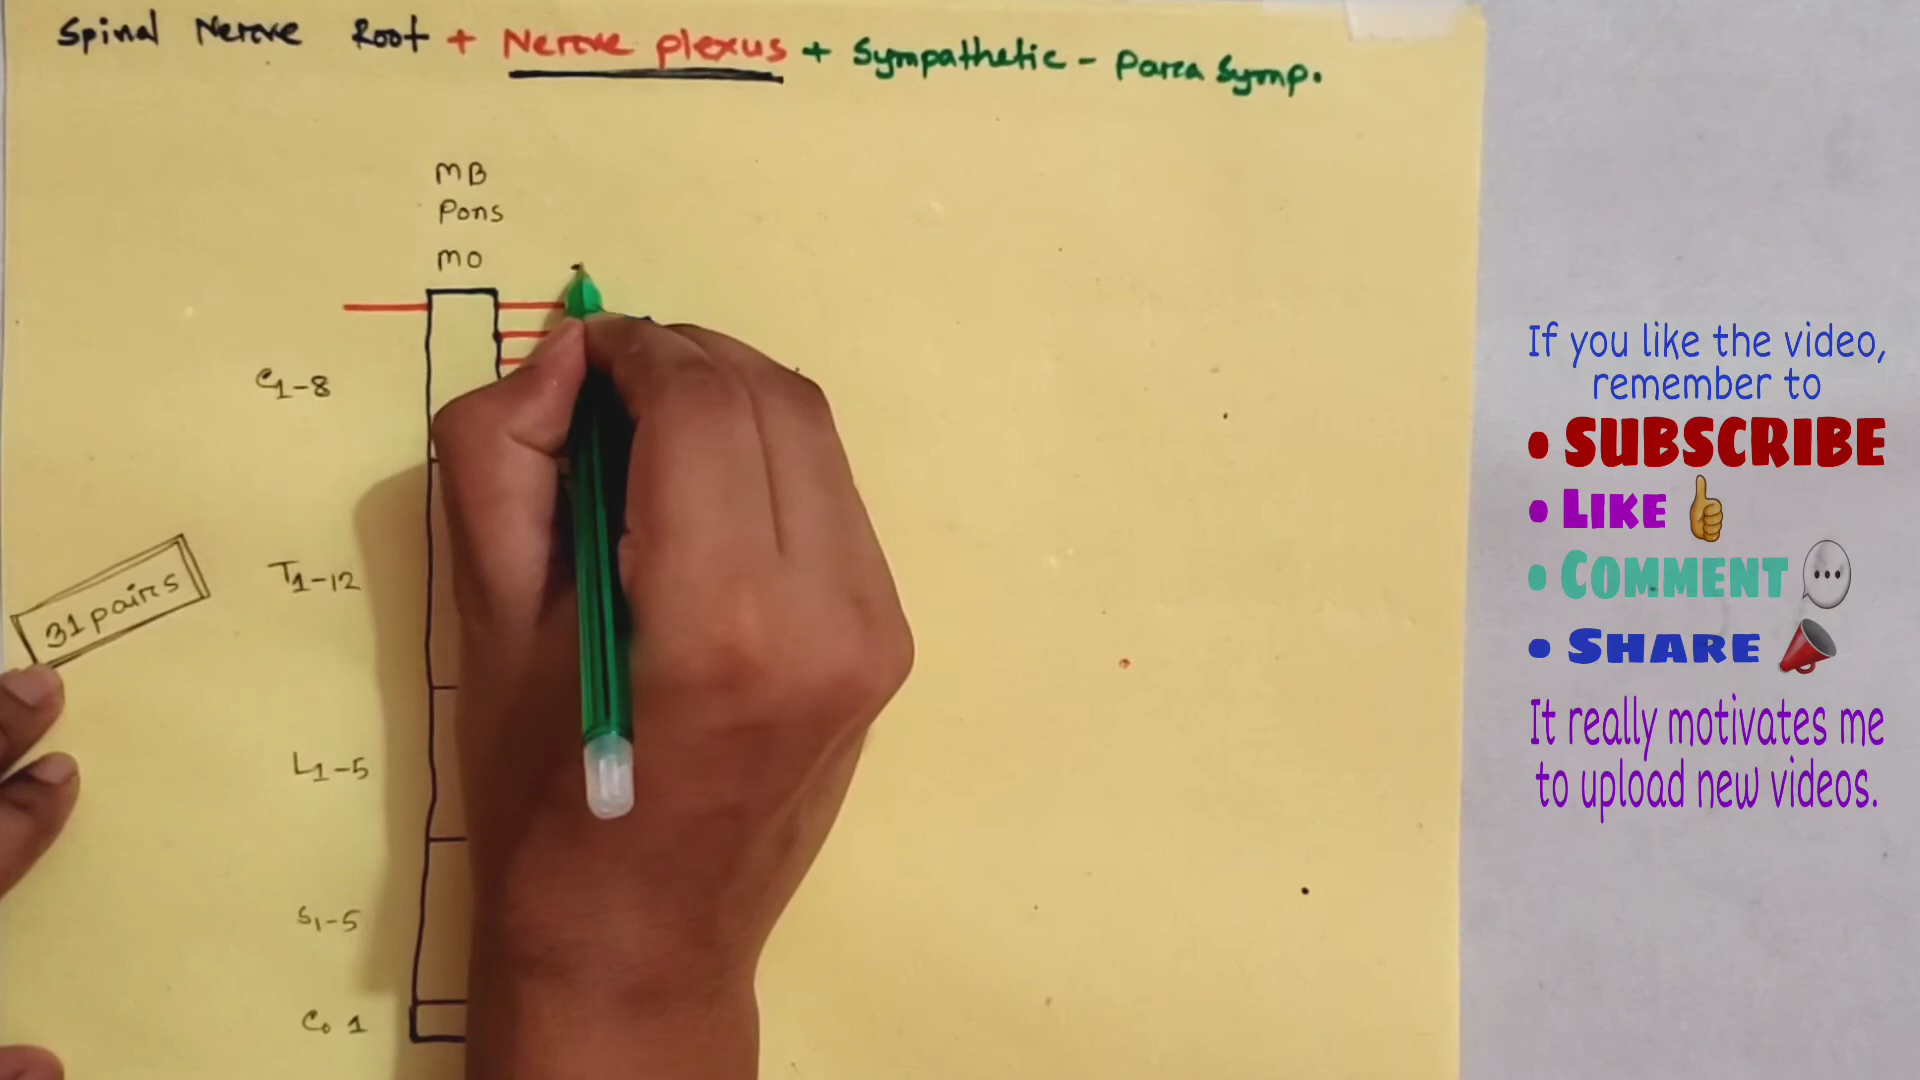 Spinal Nerve Root + Nerve plexus + Sympathetic - Para Symp.
MB
Pons
MO
C1-8
T1-12
31 pairs
L1-5
S1-5
Co 1
If you like the video,
remember to
• SUBSCRIBE
• LIKE
• COMMENT
• SHARE
It really motivates me
to upload new videos.